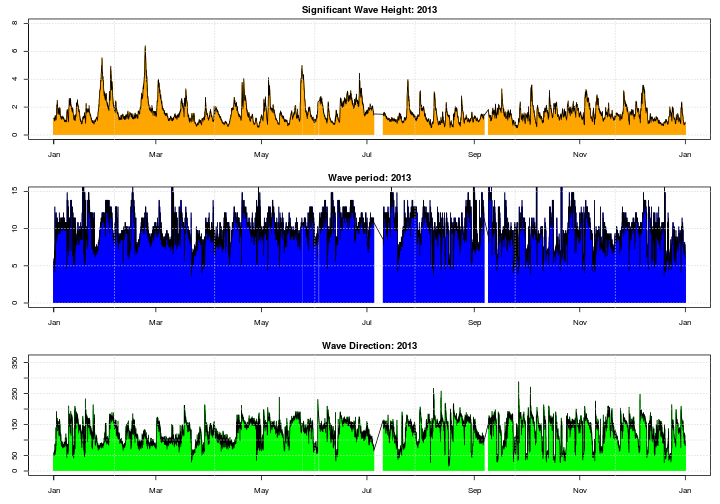 Significant Wave Height: 2013
8
6
4
2
0
Jan Mar May Jul Sep Nov Jan
Wave period: 2013
15
10
5
0
Jan Mar May Jul Sep Nov Jan
Wave Direction: 2013
350
250
150
50
0
Jan Mar May Jul Sep Nov Jan